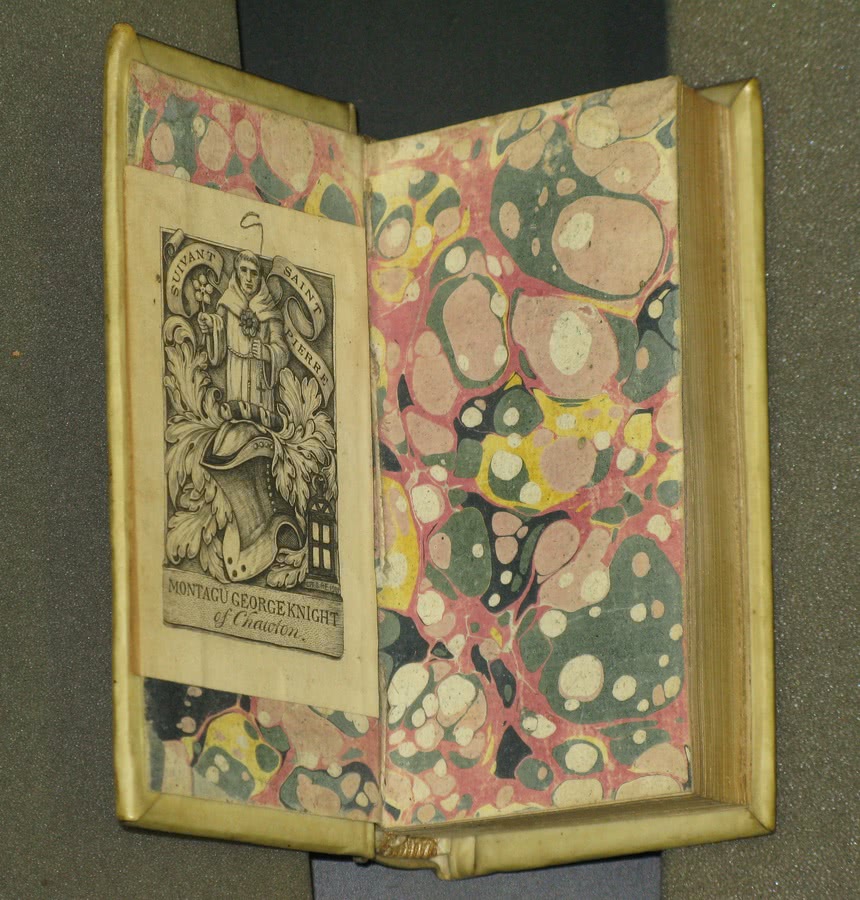 SUIVANT
SAINT
PIERRE
MONTAGU GEORGE KNIGHT
of Chawton.